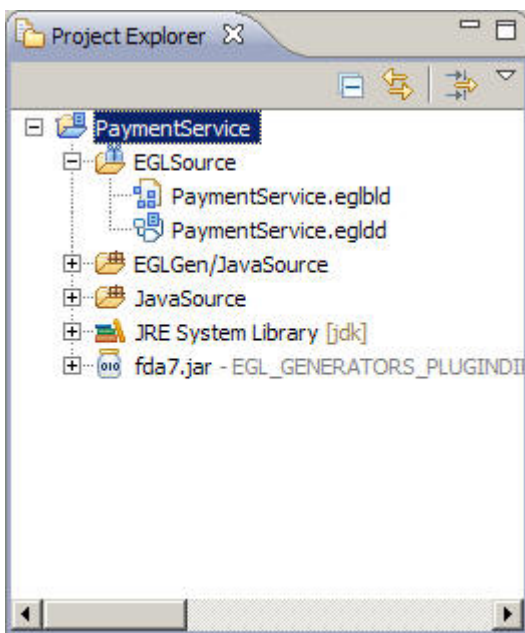 Project Explorer
PaymentService
EGLSource
PaymentService.eglbld
PaymentService.egldd
EGLGen/JavaSource
JavaSource
JRE System Library [jdk]
fda7.jar - EGL_GENERATORS_PLUGINDI